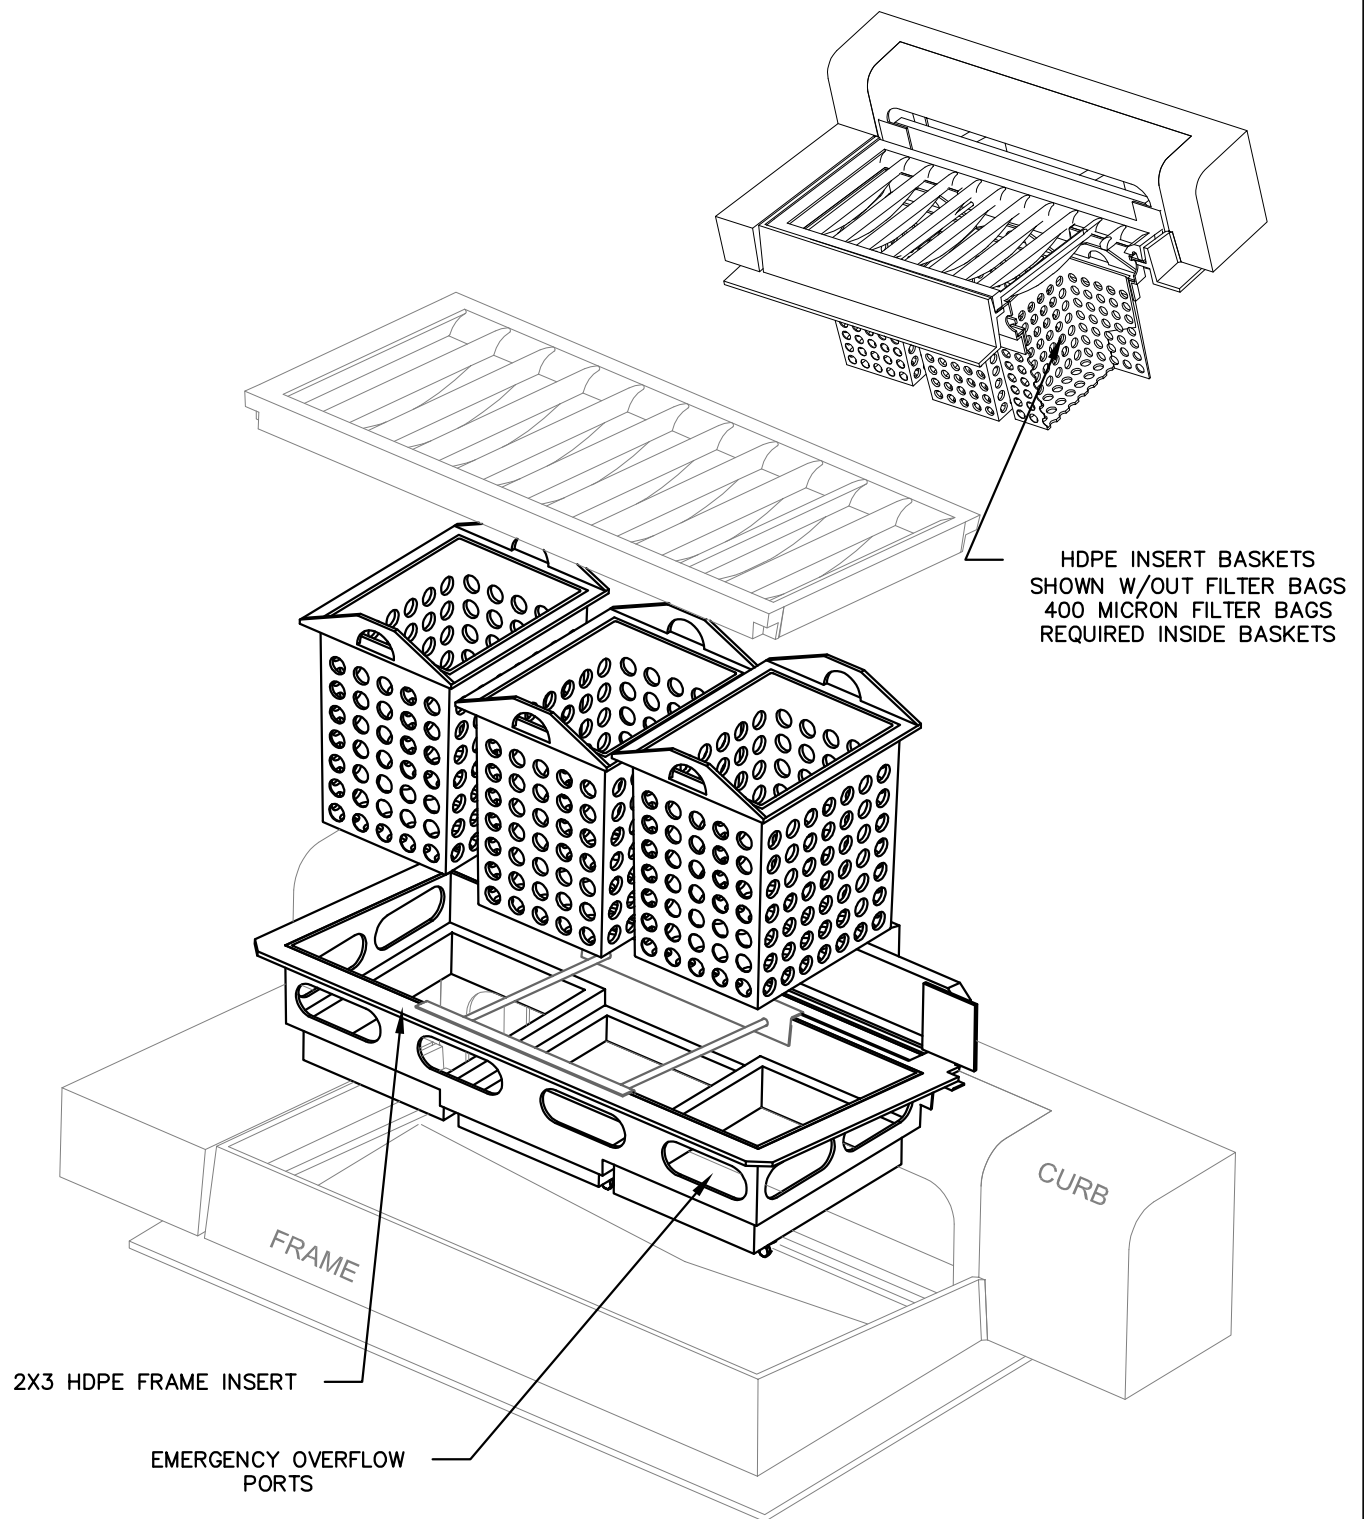 HDPE INSERT BASKETS
SHOWN W/OUT FILTER BAGS
400 MICRON FILTER BAGS
REQUIRED INSIDE BASKETS
CURB
FRAME
2X3 HDPE FRAME INSERT
EMERGENCY OVERFLOW
PORTS